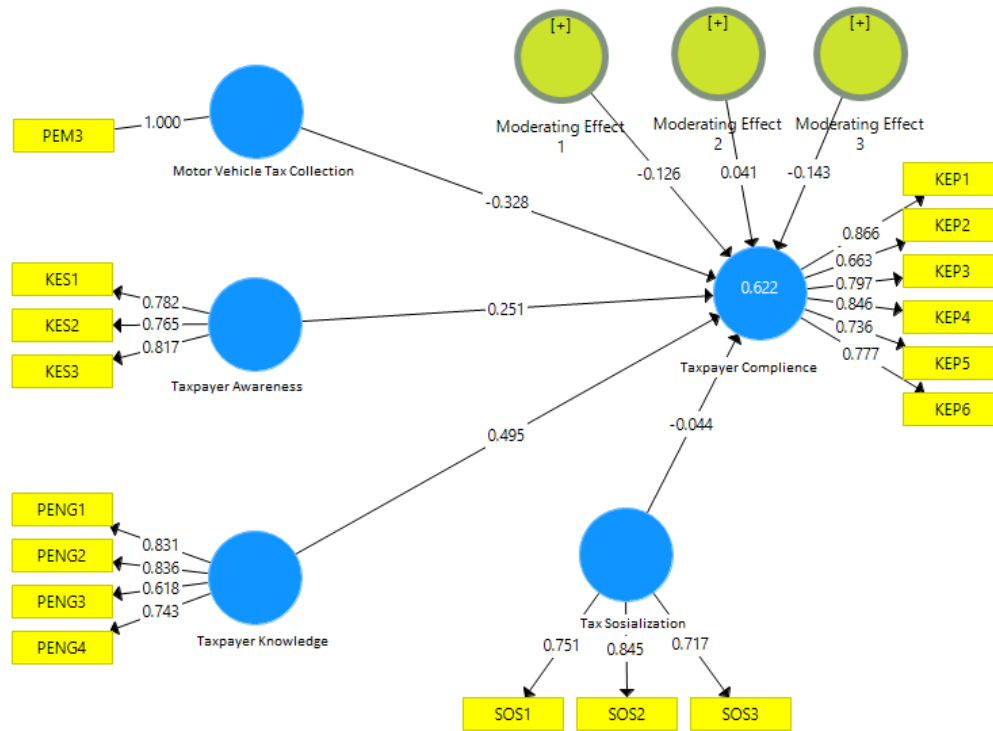 [+]
[+]
[+]
Moderating Effect
1
Moderating Effect
2
Moderating Effect
3
PEM3
1.000
Motor Vehicle Tax Collection
-0.328
-0.126
0.041
-0.143
KEP1
KEP2
KEP3
KEP4
KEP5
KEP6
0.866
0.663
0.797
0.846
0.736
0.777
0.622
Taxpayer Complience
KES1
KES2
KES3
0.782
0.765
0.817
Taxpayer Awareness
0.251
0.495
-0.044
PENG1
PENG2
PENG3
PENG4
0.831
0.836
0.618
0.743
Taxpayer Knowledge
Tax Sosialization
0.751
0.845
0.717
SOS1
SOS2
SOS3